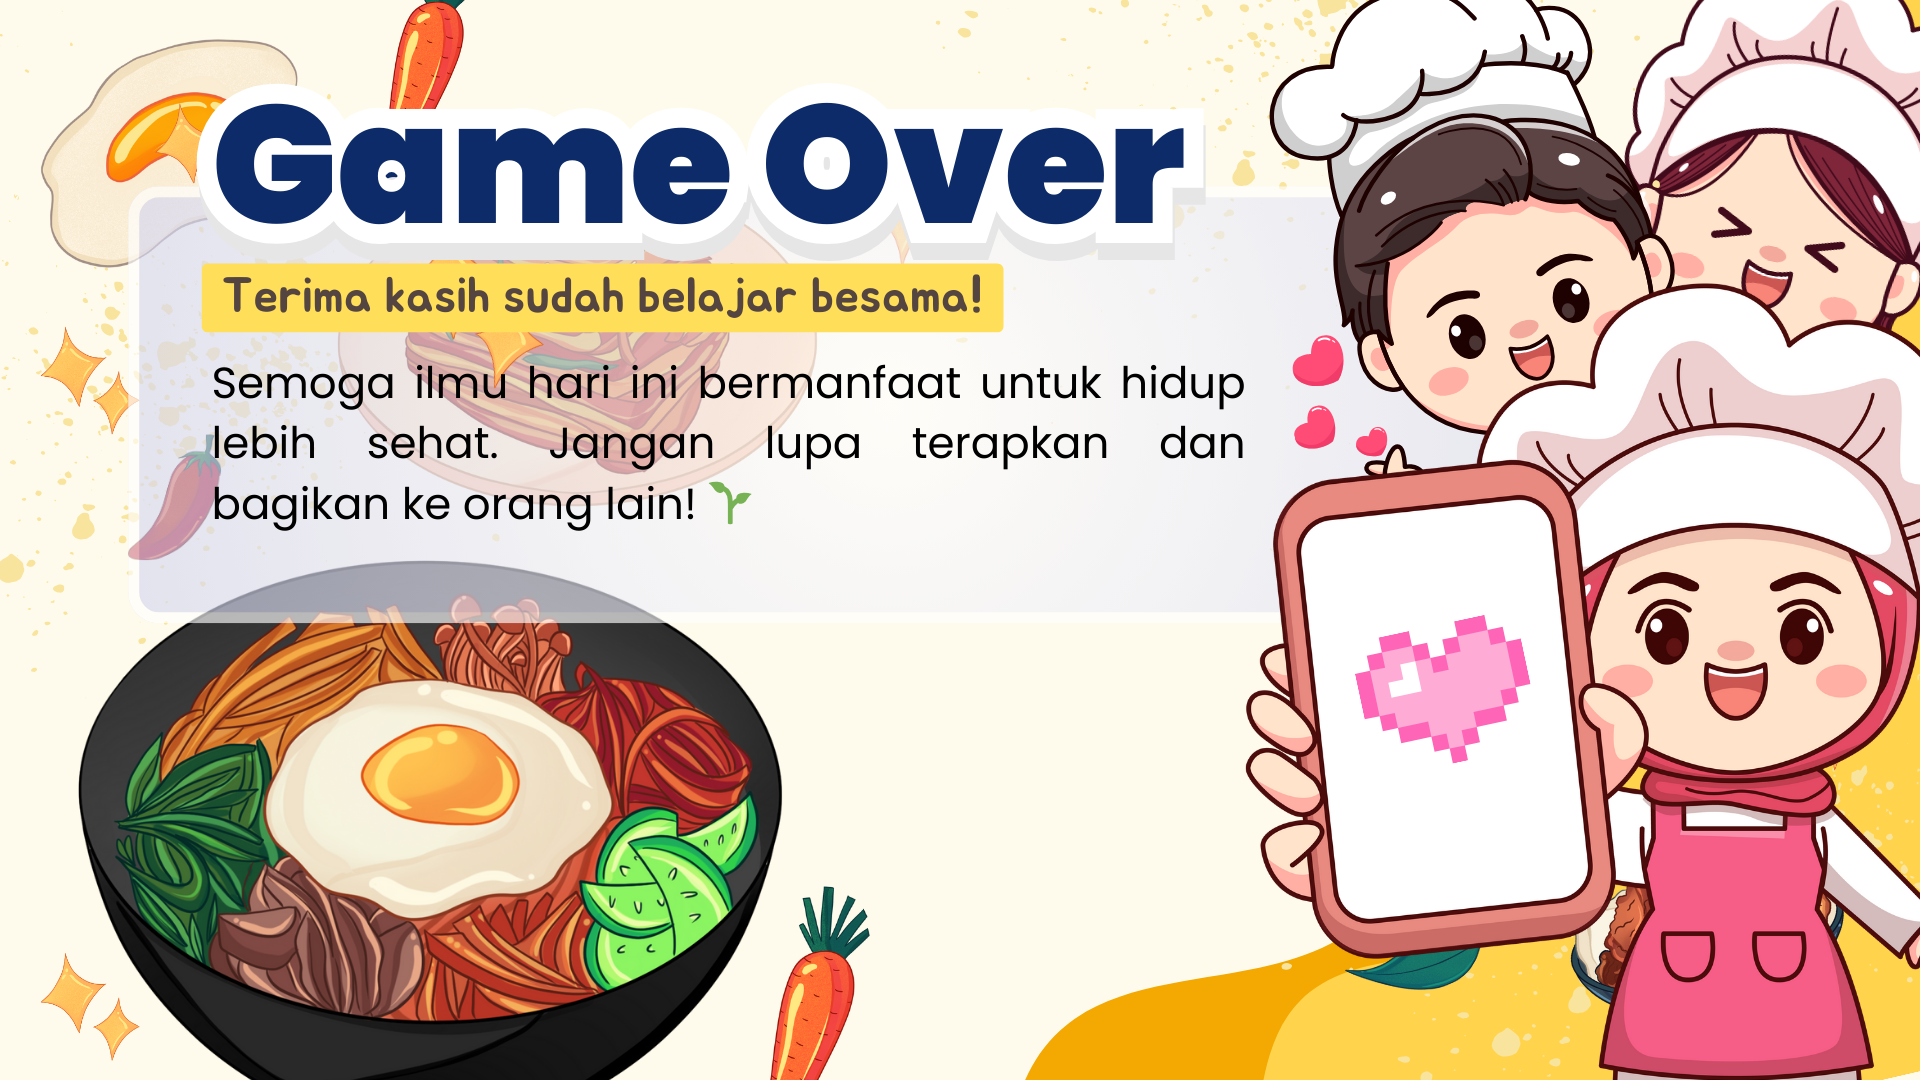 Game Over
Terima kasih sudah belajar besama!
Semoga ilmu hari ini bermanfaat untuk hidup
lebih sehat. Jangan lupa terapkan dan
bagikan ke orang lain! 🌱